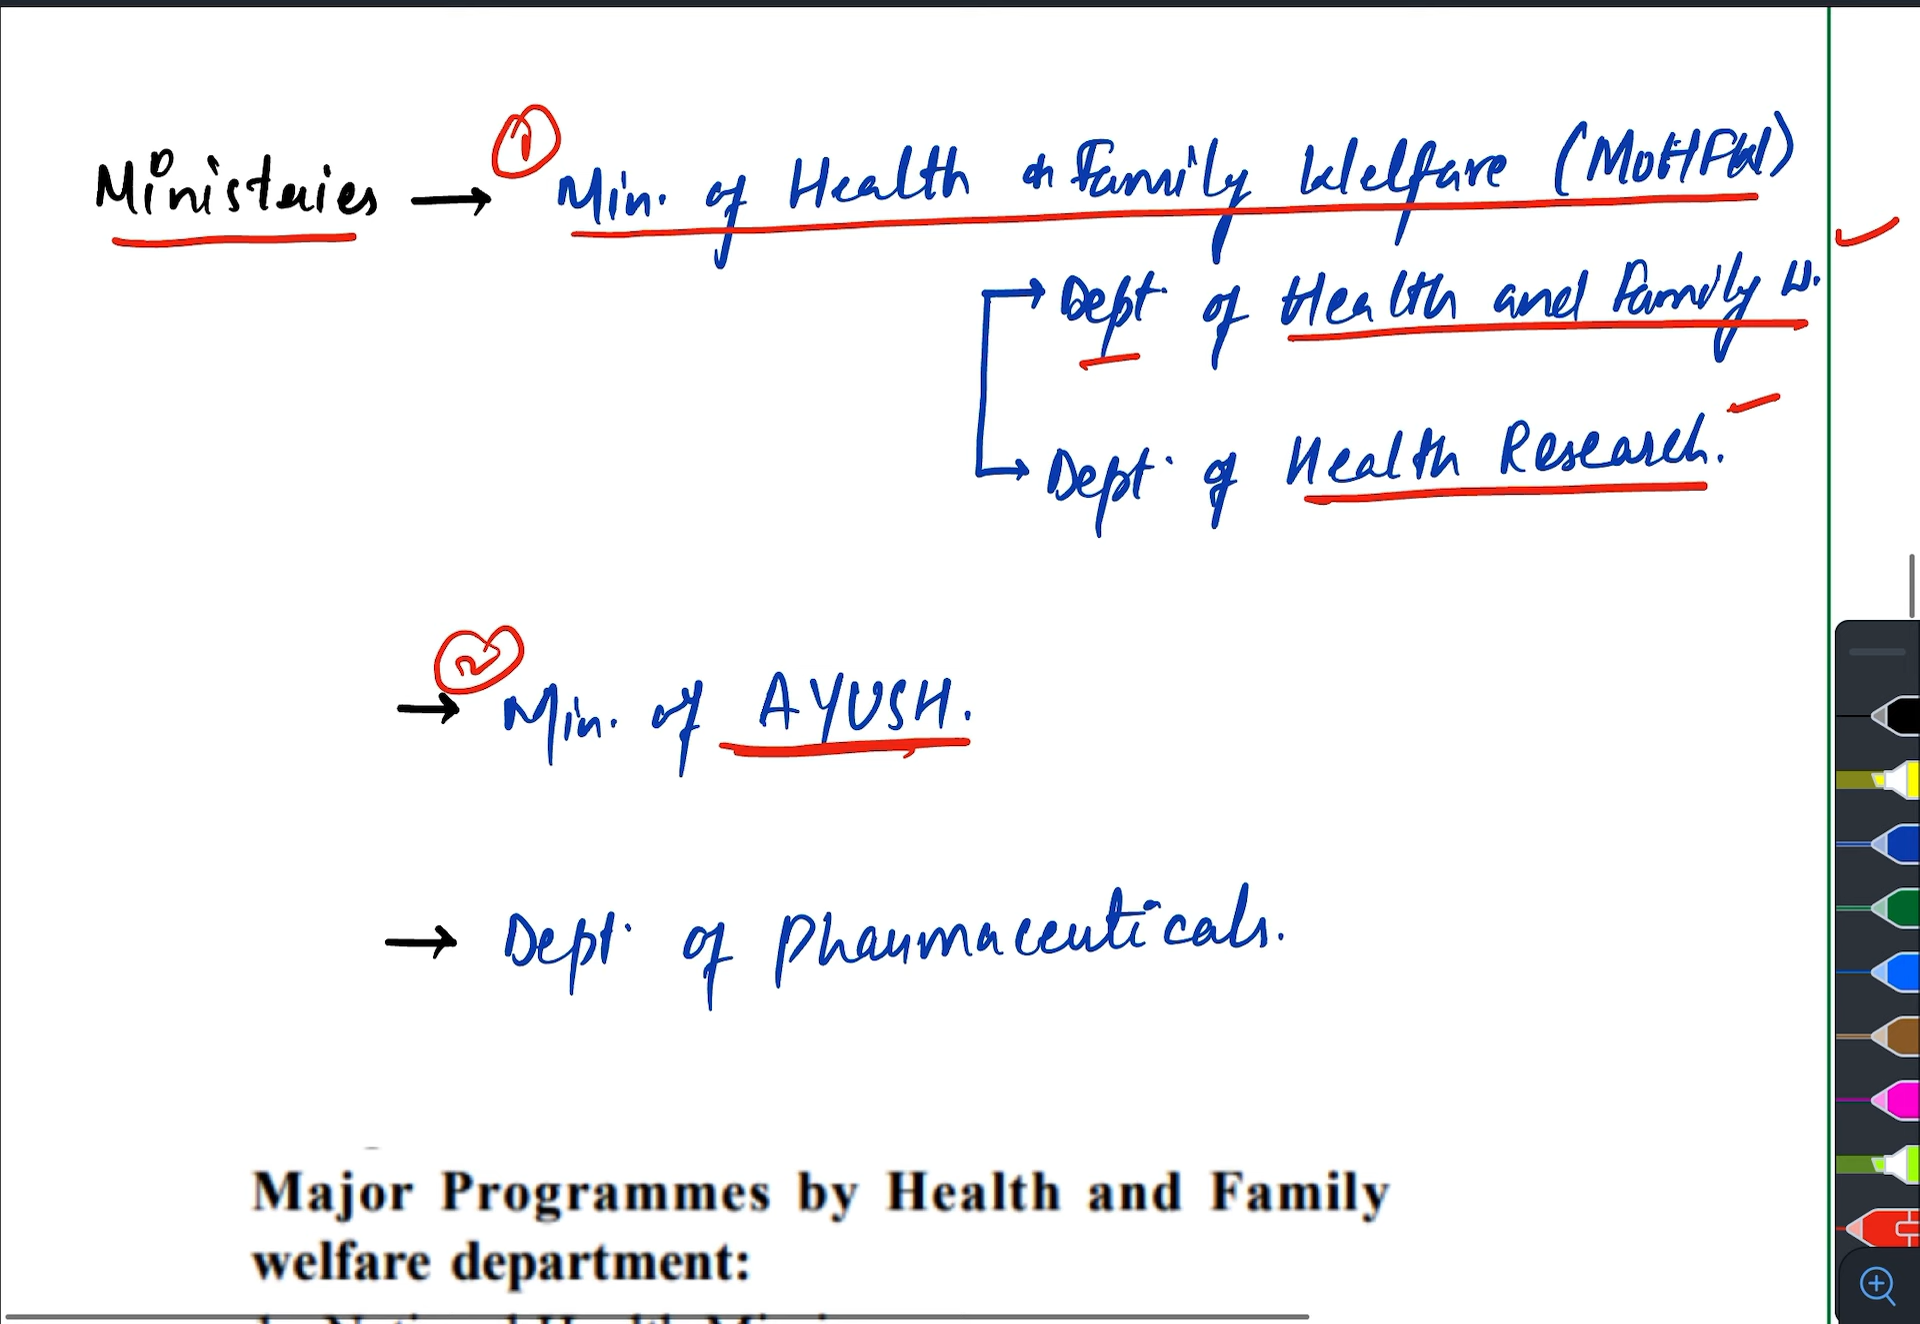 Ministries → ① Min. of Health & Family Welfare (MoHFW)
→ Dept. of Health and Family W.
→ Dept. of Health Research.
② → Min. of AYUSH.
→ Dept. of Pharmaceuticals.
Major Programmes by Health and Family
welfare department: